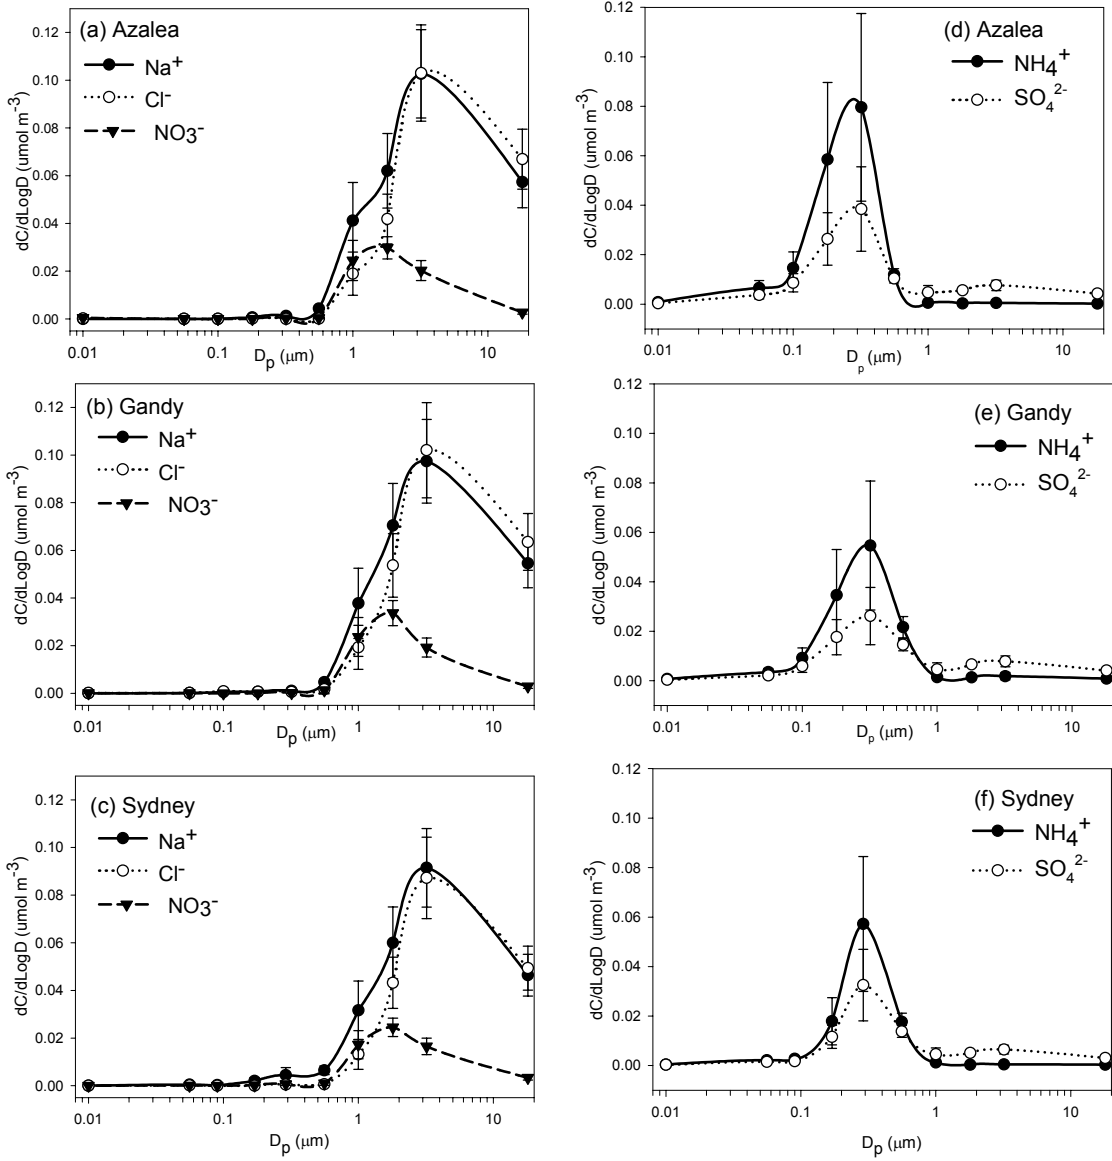 (a) Azalea
Na⁺
Cl⁻
NO₃⁻
dC/dLogD (umol m⁻³)
0.12
0.10
0.08
0.06
0.04
0.02
0.00
0.01 0.1 1 10
Dₚ (μm)
(d) Azalea
NH₄⁺
SO₄²⁻
dC/dLogD (umol m⁻³)
0.12
0.10
0.08
0.06
0.04
0.02
0.00
0.01 0.1 1 10
Dₚ (μm)
(b) Gandy
Na⁺
Cl⁻
NO₃⁻
dC/dLogD (umol m⁻³)
0.12
0.10
0.08
0.06
0.04
0.02
0.00
0.01 0.1 1 10
Dₚ (μm)
(e) Gandy
NH₄⁺
SO₄²⁻
dC/dLogD (umol m⁻³)
0.12
0.10
0.08
0.06
0.04
0.02
0.00
0.01 0.1 1 10
Dₚ (μm)
(c) Sydney
Na⁺
Cl⁻
NO₃⁻
dC/dLogD (umol m⁻³)
0.12
0.10
0.08
0.06
0.04
0.02
0.00
0.01 0.1 1 10
Dₚ (μm)
(f) Sydney
NH₄⁺
SO₄²⁻
dC/dLogD (umol m⁻³)
0.12
0.10
0.08
0.06
0.04
0.02
0.00
0.01 0.1 1 10
Dₚ (μm)